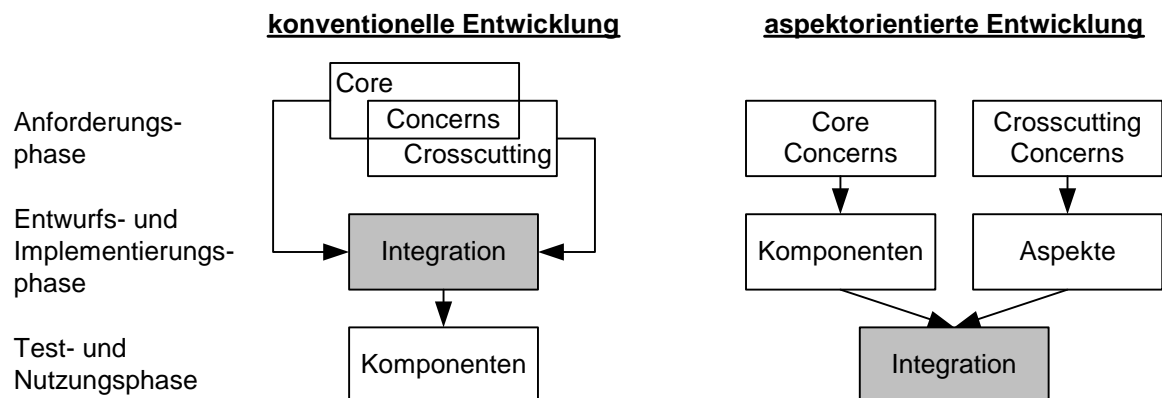 konventionelle Entwicklung
aspektorientierte Entwicklung
Anforderungs-
phase
Core
Concerns
Crosscutting
Core
Concerns
Crosscutting
Concerns
Entwurfs- und
Implementierungs-
phase
Integration
Komponenten
Aspekte
Test- und
Nutzungsphase
Komponenten
Integration